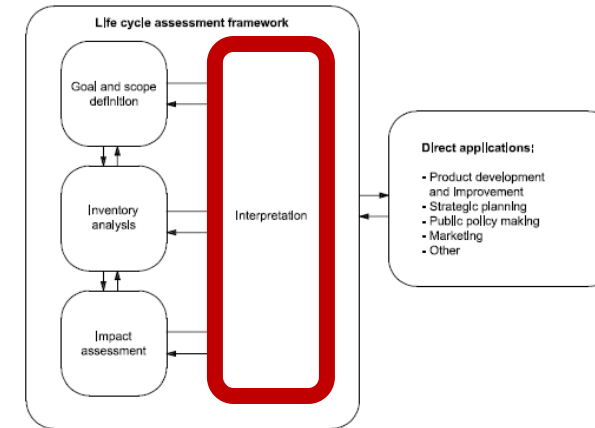 Life cycle assessment framework
Goal and scope
definition
Inventory
analysis
Impact
assessment
Interpretation
Direct applications:
- Product development
and improvement
- Strategic planning
- Public policy making
- Marketing
- Other